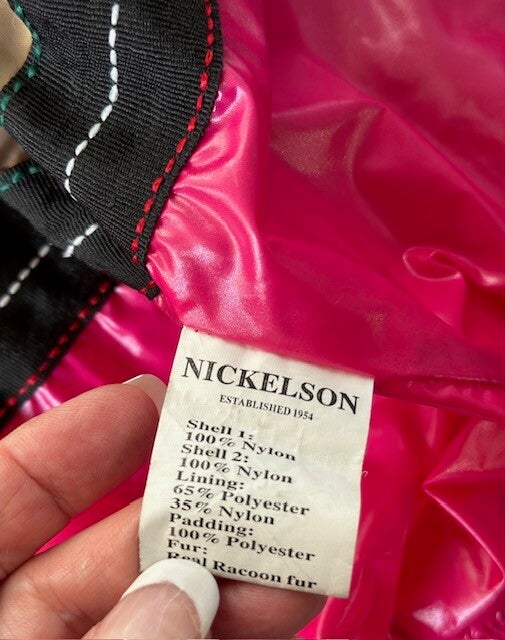 NICKELSON
ESTABLISHED 1954
Shell 1:
100% Nylon
Shell 2:
100% Nylon
Lining:
65% Polyester
35% Nylon
Padding:
100% Polyester
Fur:
Real Racoon fur